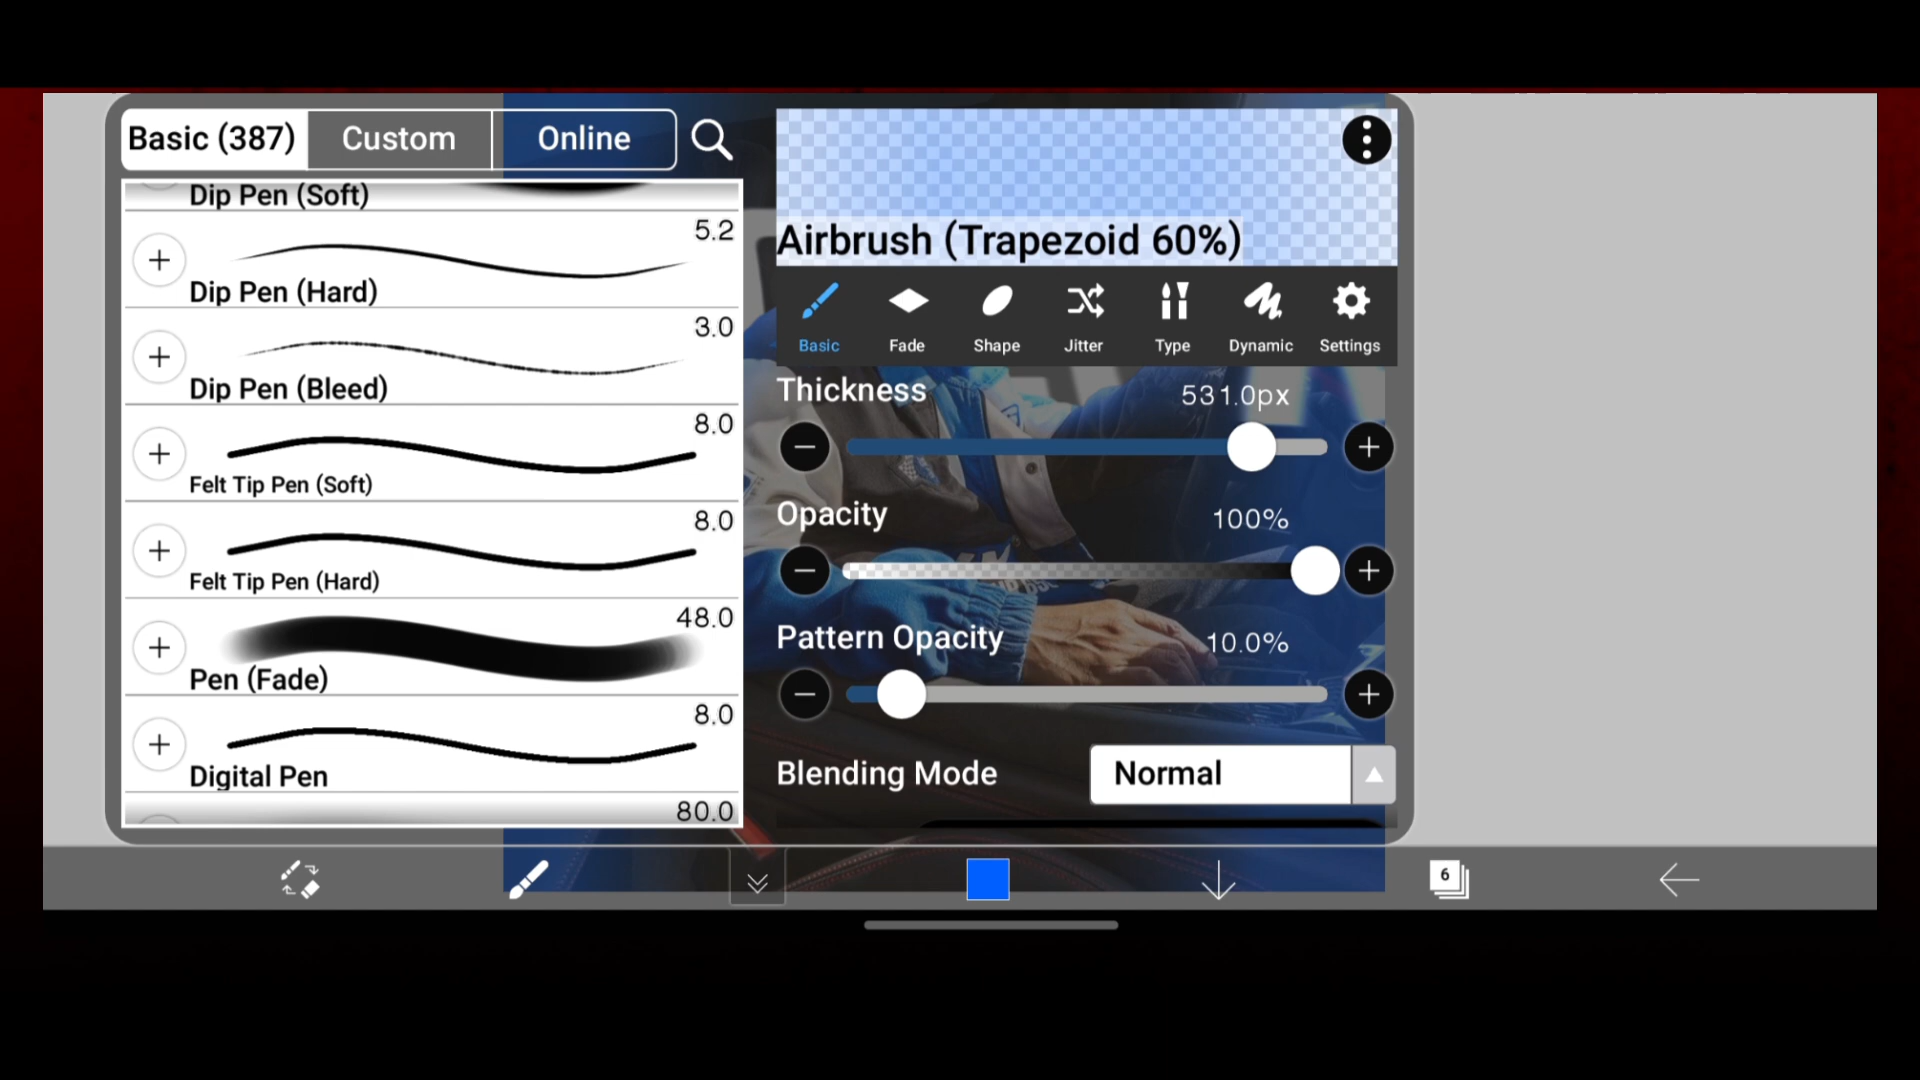 Basic (387)
Custom
Online
Dip Pen (Soft)
5.2
Dip Pen (Hard)
3.0
Dip Pen (Bleed)
8.0
Felt Tip Pen (Soft)
8.0
Felt Tip Pen (Hard)
48.0
Pen (Fade)
8.0
Digital Pen
80.0
Airbrush (Trapezoid 60%)
Basic
Fade
Shape
Jitter
Type
Dynamic
Settings
Thickness
531.0px
Opacity
100%
Pattern Opacity
10.0%
Blending Mode
Normal
6